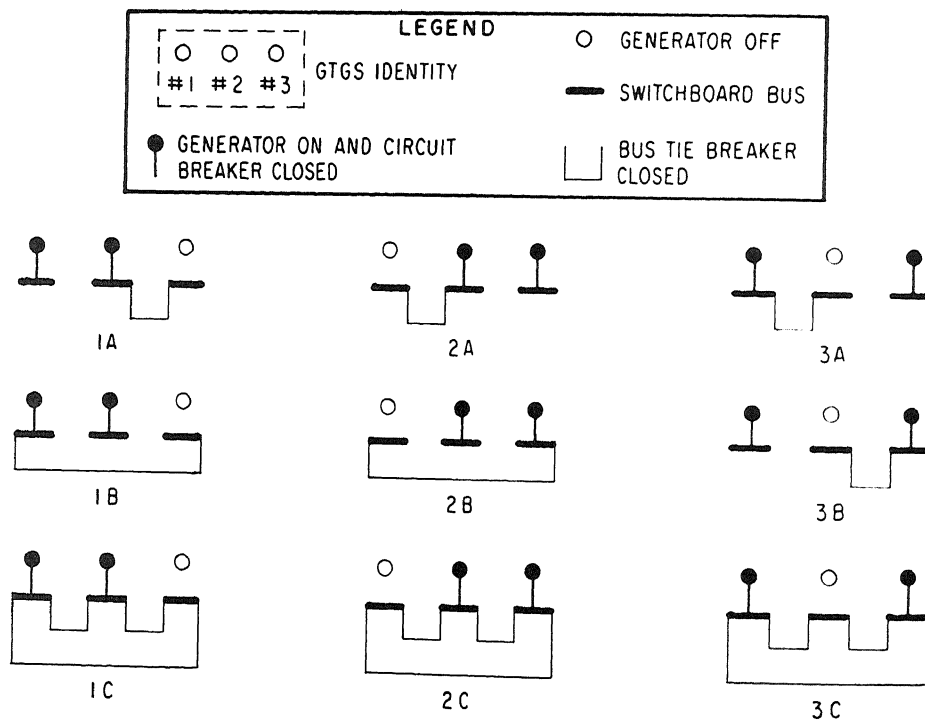 LEGEND
#1 #2 #3
GTGS IDENTITY
GENERATOR ON AND CIRCUIT
BREAKER CLOSED
GENERATOR OFF
SWITCHBOARD BUS
BUS TIE BREAKER
CLOSED
1A
2A
3A
1B
2B
3B
1C
2C
3C